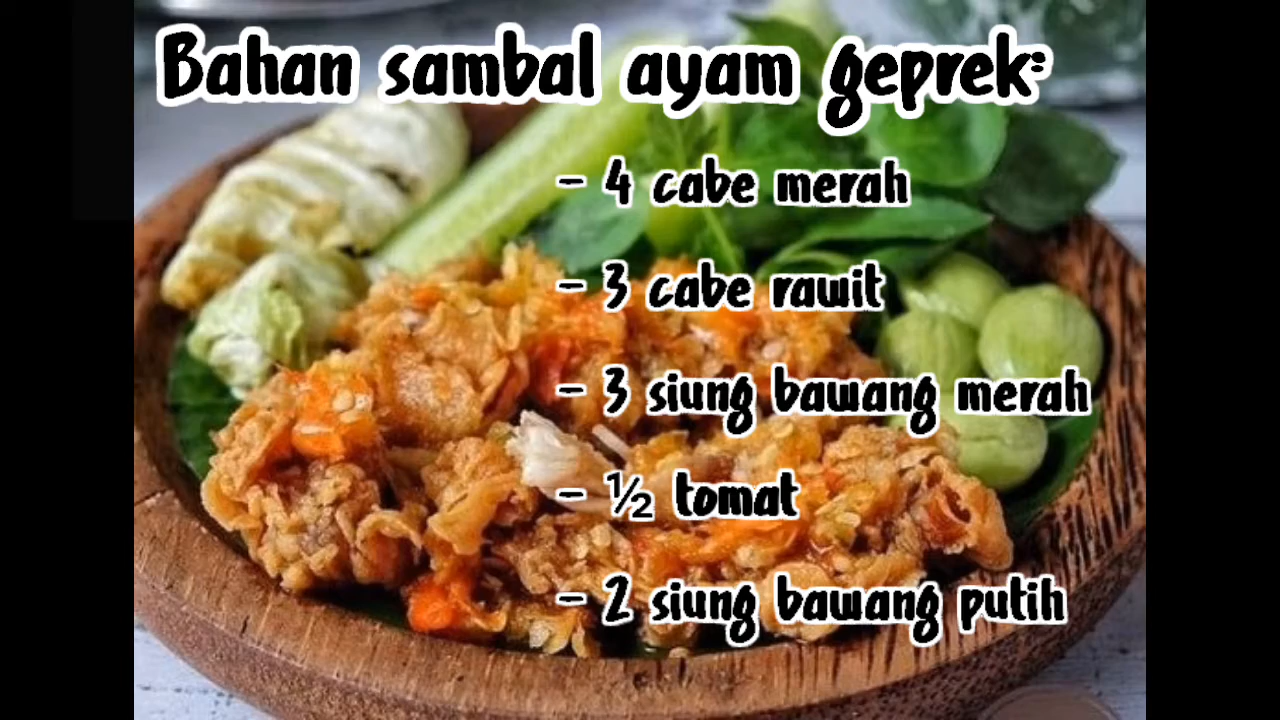 Bahan sambal ayam geprek:
- 4 cabe merah
- 3 cabe rawit
- 3 siung bawang merah
- ½ tomat
- 2 siung bawang putih